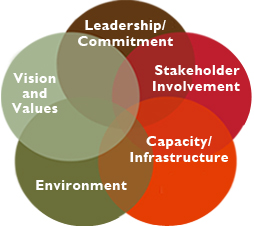 Leadership/
Commitment
Stakeholder
Involvement
Capacity/
Infrastructure
Environment
Vision
and
Values